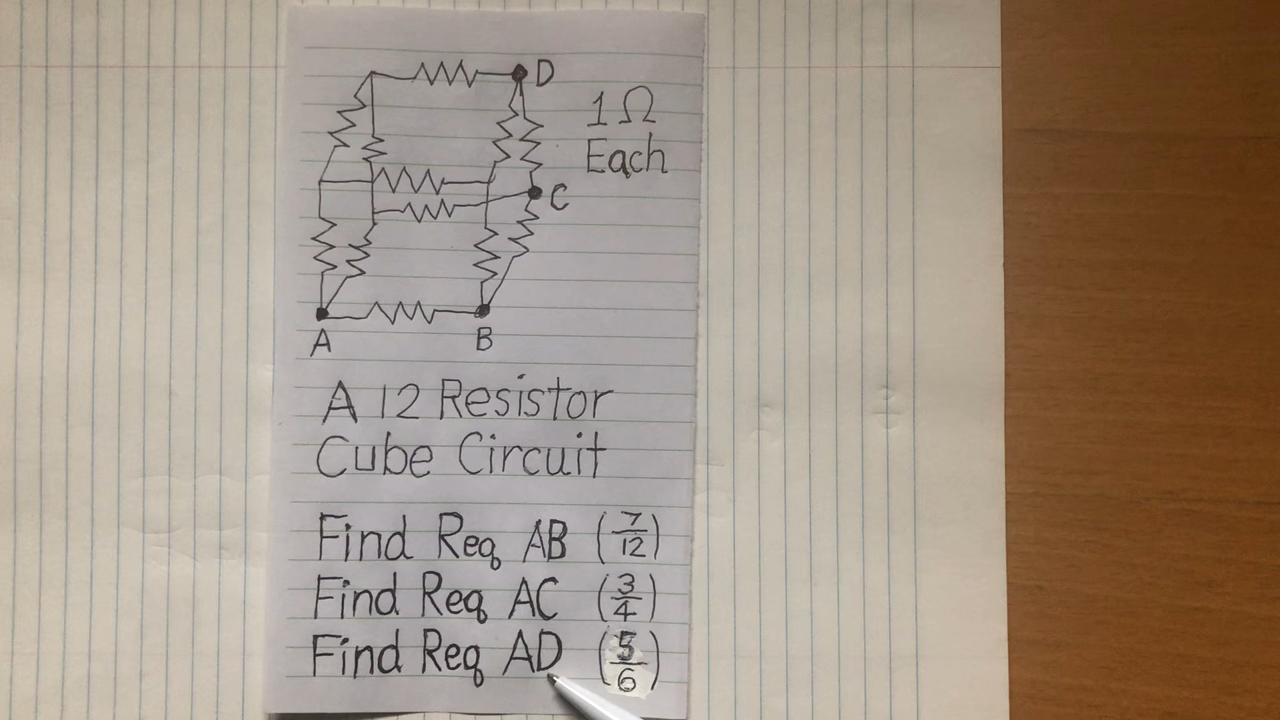 D
1Ω
Each
C
A
B
A 12 Resistor
Cube Circuit
Find Req AB (7/12)
Find Req AC (3/4)
Find Req AD (5/6)